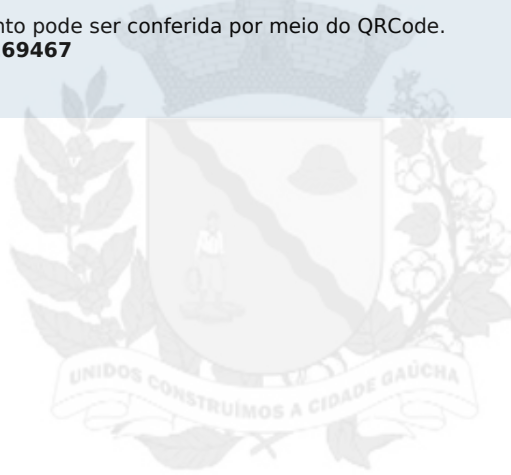 nto pode ser conferida por meio do QRCode.
69467
UNIDOS CONSTRUÍMOS A CIDADE GAÚCHA